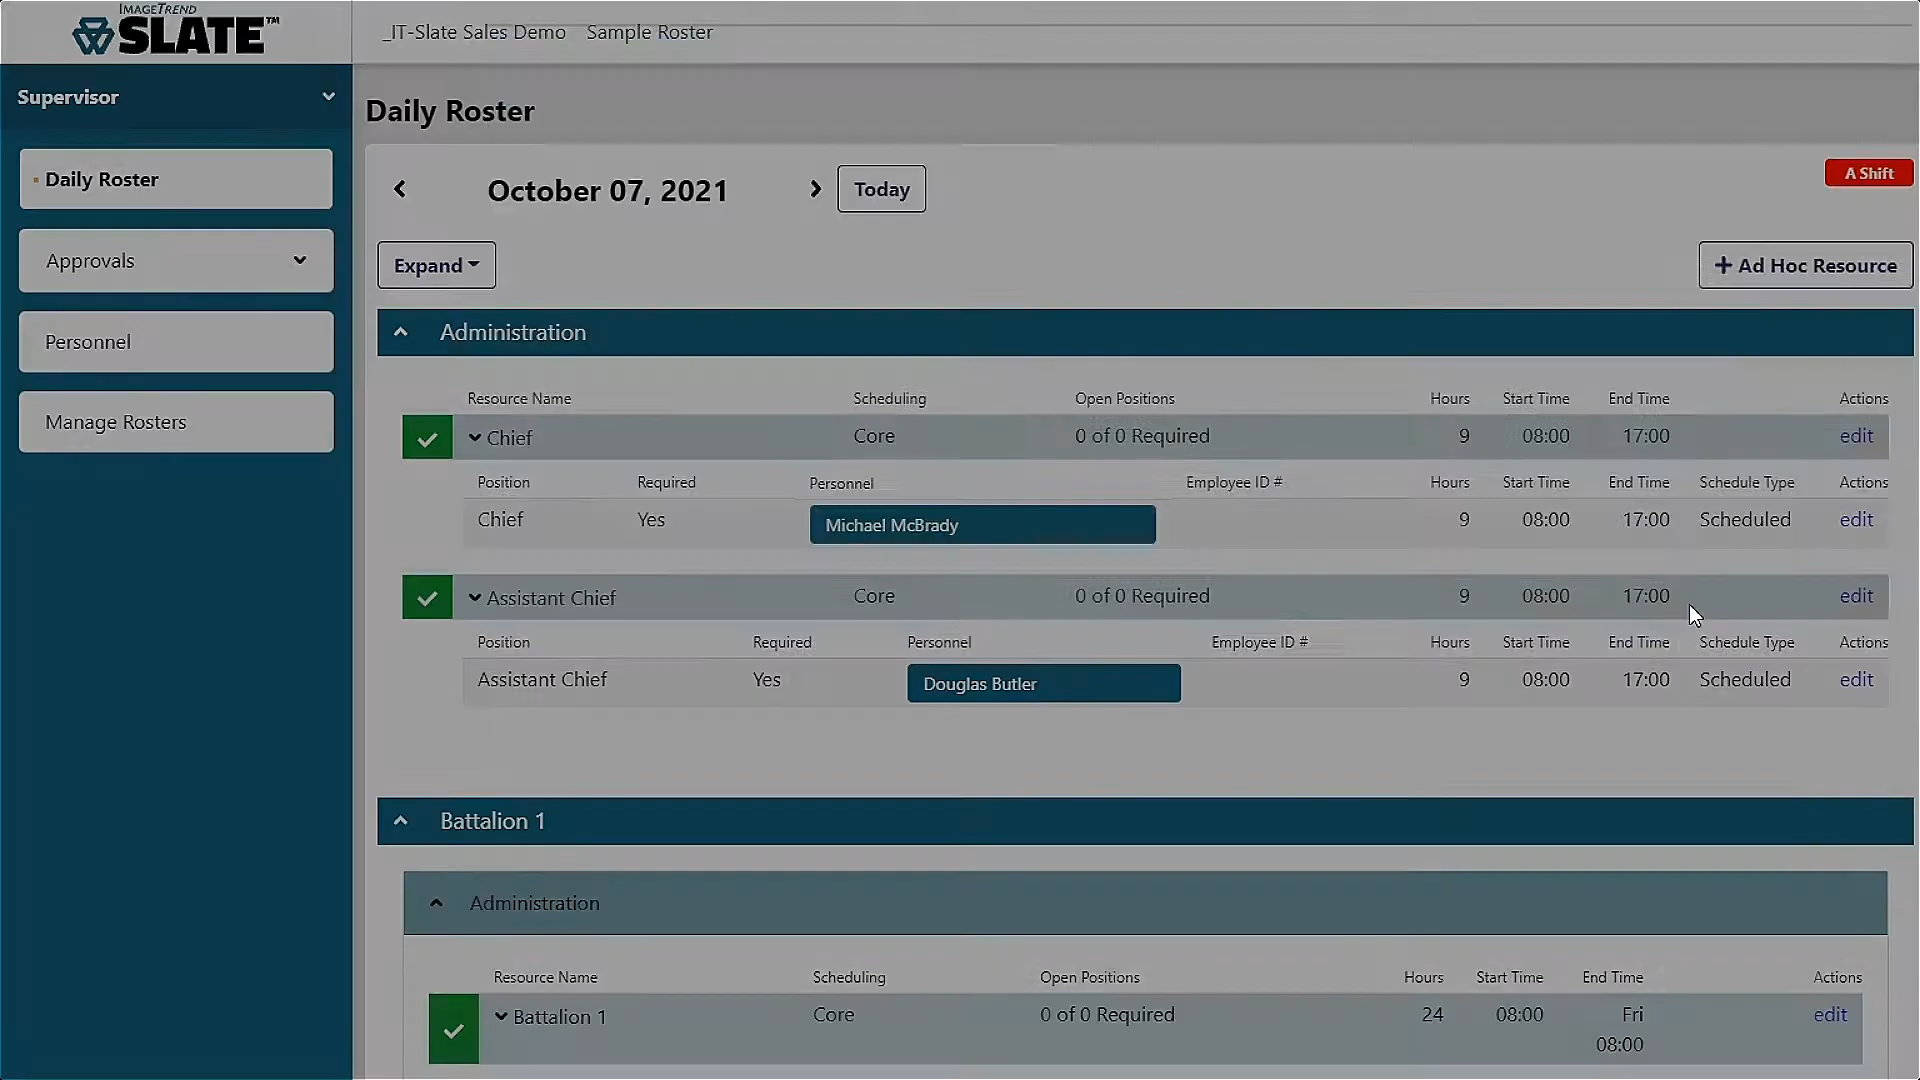 IMAGETREND
SLATE™
_IT-Slate Sales Demo Sample Roster
Supervisor
Daily Roster
Approvals
Personnel
Manage Rosters
Daily Roster
October 07, 2021 Today
A Shift
Expand
+ Ad Hoc Resource
Administration
Resource Name Scheduling Open Positions Hours Start Time End Time Actions
Chief Core 0 of 0 Required 9 08:00 17:00 edit
Position Required Personnel Employee ID # Hours Start Time End Time Schedule Type Actions
Chief Yes Michael McBrady 9 08:00 17:00 Scheduled edit
Assistant Chief Core 0 of 0 Required 9 08:00 17:00 edit
Position Required Personnel Employee ID # Hours Start Time End Time Schedule Type Actions
Assistant Chief Yes Douglas Butler 9 08:00 17:00 Scheduled edit
Battalion 1
Administration
Resource Name Scheduling Open Positions Hours Start Time End Time Actions
Battalion 1 Core 0 of 0 Required 24 08:00 Fri edit
08:00